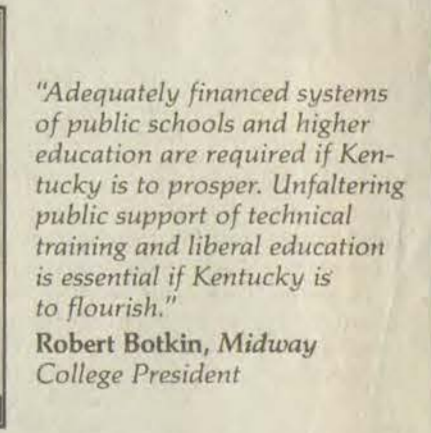 "Adequately financed systems
of public schools and higher
education are required if Ken-
tucky is to prosper. Unfaltering
public support of technical
training and liberal education
is essential if Kentucky is
to flourish."
Robert Botkin, Midway
College President